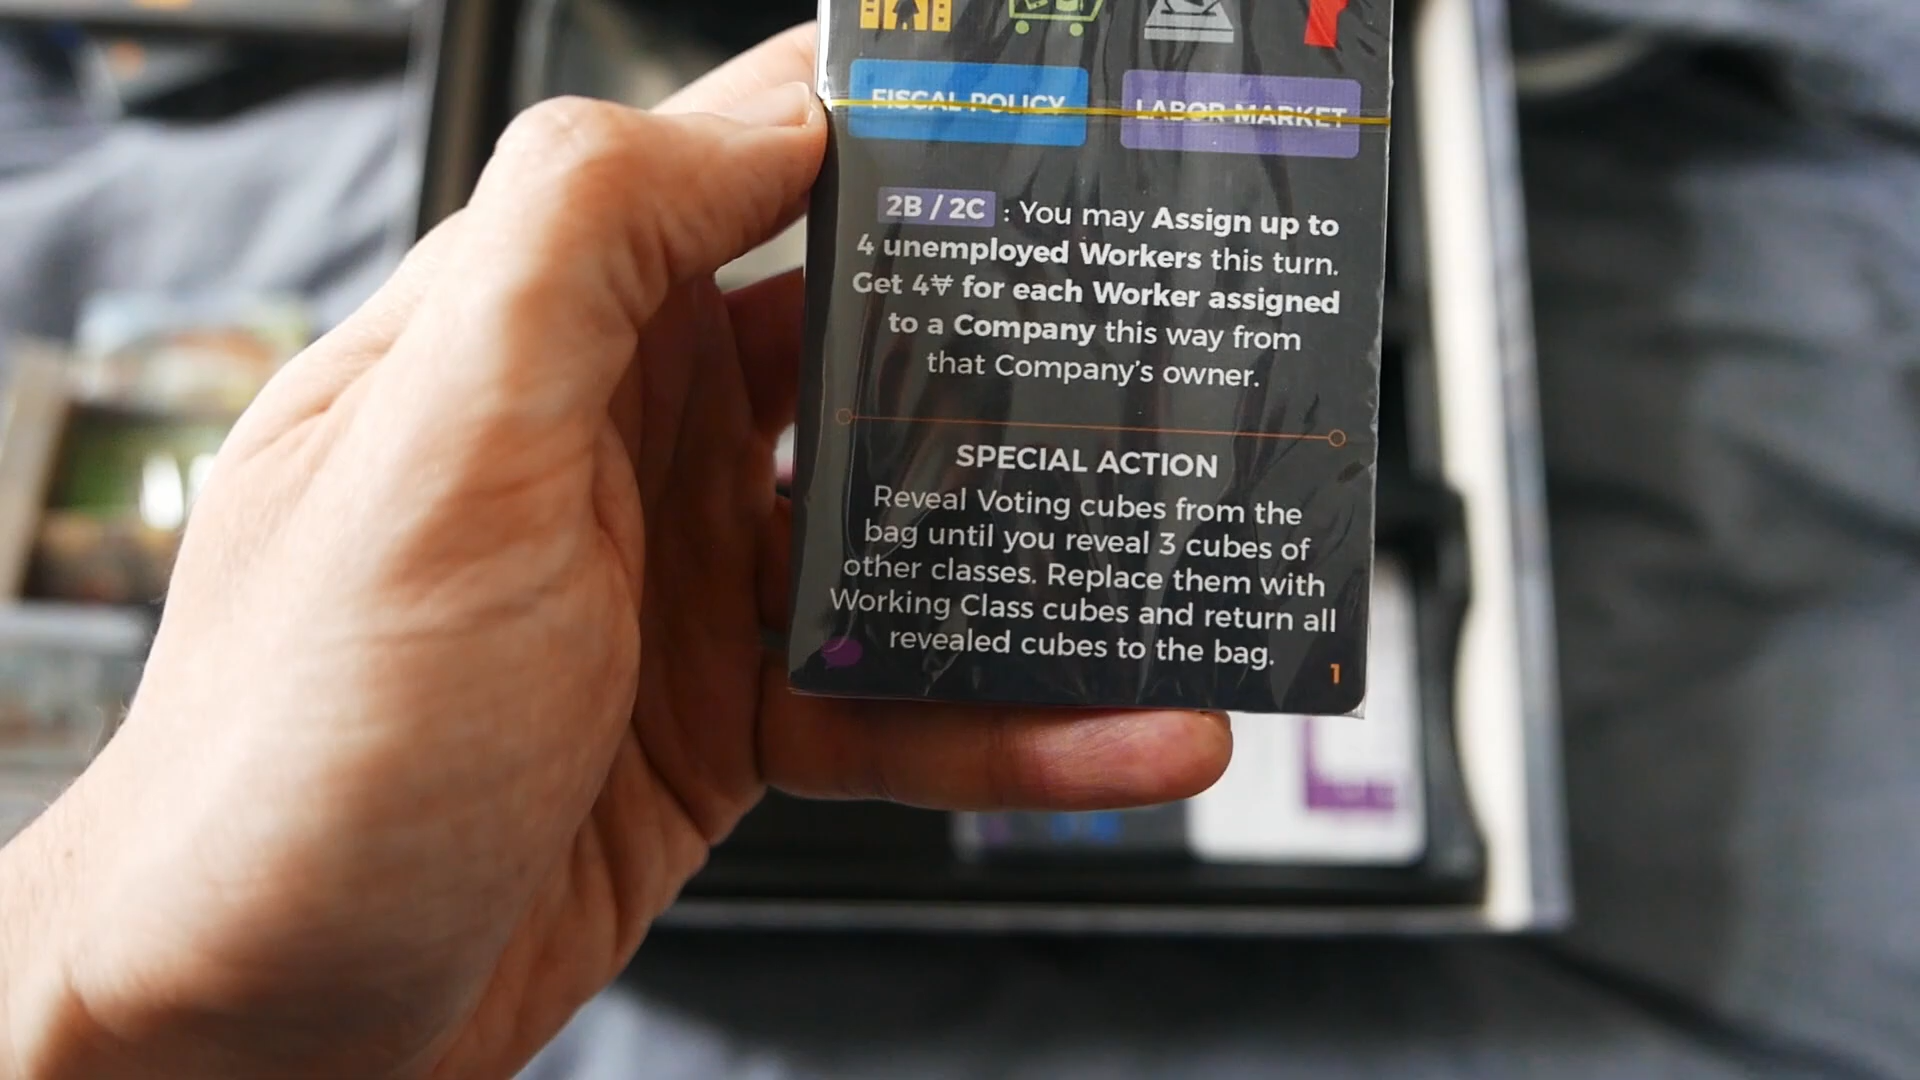 FISCAL POLICY LABOR MARKET
2B / 2C : You may Assign up to
4 unemployed Workers this turn.
Get 4₩ for each Worker assigned
to a Company this way from
that Company's owner.
SPECIAL ACTION
Reveal Voting cubes from the
bag until you reveal 3 cubes of
other classes. Replace them with
Working Class cubes and return all
revealed cubes to the bag.
1